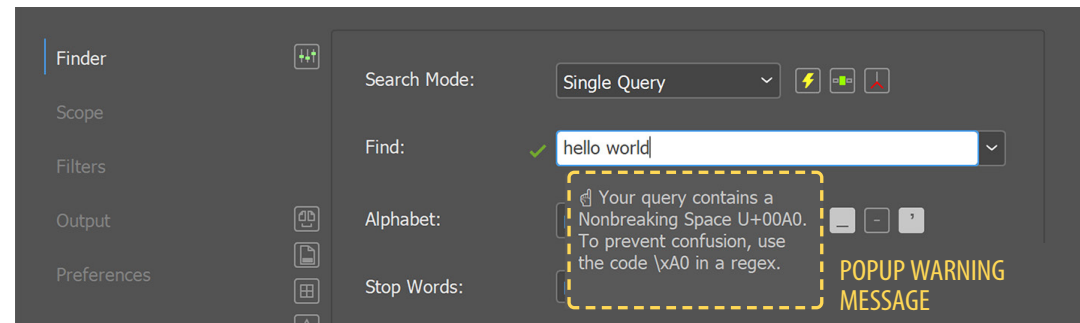 Finder
Search Mode:
Single Query
Scope
Find:
hello world
Filters
☝ Your query contains a
Nonbreaking Space U+00A0.
To prevent confusion, use
the code \xA0 in a regex.
Output
Alphabet:
_
-
’
Preferences
Stop Words:
POPUP WARNING
MESSAGE